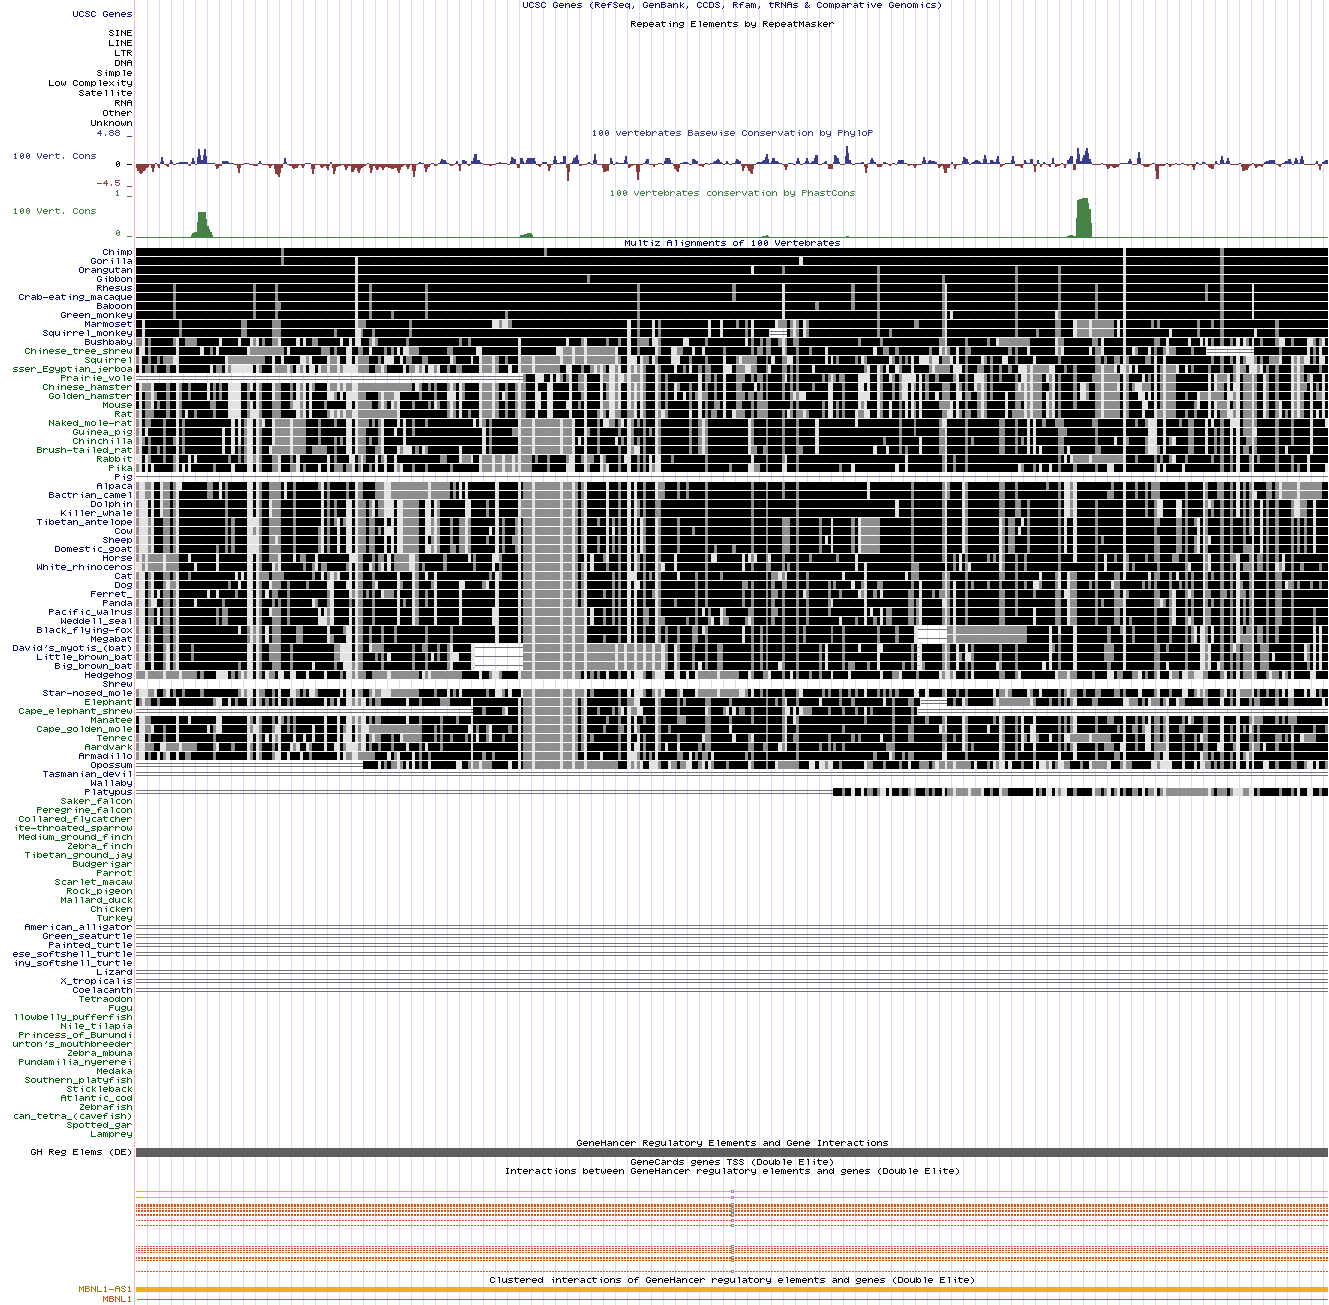 UCSC Genes (RefSeq, GenBank, CCDS, Rfam, tRNAs & Comparative Genomics)
UCSC Genes
Repeating Elements by RepeatMasker
SINE
LINE
LTR
DNA
Simple
Low Complexity
Satellite
RNA
Other
Unknown
4.88 _
100 vertebrates Basewise Conservation by PhyloP
100 Vert. Cons
0 _
-4.5 _
1 _
100 vertebrates conservation by PhastCons
100 Vert. Cons
0 _
Multiz Alignments of 100 Vertebrates
Chimp
Gorilla
Orangutan
Gibbon
Rhesus
Crab-eating_macaque
Baboon
Green_monkey
Marmoset
Squirrel_monkey
Bushbaby
Chinese_tree_shrew
Squirrel
sser_Egyptian_jerboa
Prairie_vole
Chinese_hamster
Golden_hamster
Mouse
Rat
Naked_mole-rat
Guinea_pig
Chinchilla
Brush-tailed_rat
Rabbit
Pika
Pig
Alpaca
Bactrian_camel
Dolphin
Killer_whale
Tibetan_antelope
Cow
Sheep
Domestic_goat
Horse
White_rhinoceros
Cat
Dog
Ferret_
Panda
Pacific_walrus
Weddell_seal
Black_flying-fox
Megabat
David's_myotis_(bat)
Little_brown_bat
Big_brown_bat
Hedgehog
Shrew
Star-nosed_mole
Elephant
Cape_elephant_shrew
Manatee
Cape_golden_mole
Tenrec
Aardvark
Armadillo
Opossum
Tasmanian_devil
Wallaby
Platypus
Saker_falcon
Peregrine_falcon
Collared_flycatcher
ite-throated_sparrow
Medium_ground_finch
Zebra_finch
Tibetan_ground_jay
Budgerigar
Parrot
Scarlet_macaw
Rock_pigeon
Mallard_duck
Chicken
Turkey
American_alligator
Green_seaturtle
Painted_turtle
ese_softshell_turtle
iny_softshell_turtle
Lizard
X_tropicalis
Coelacanth
Tetraodon
Fugu
llowbelly_pufferfish
Nile_tilapia
Princess_of_Burundi
urton's_mouthbreeder
Zebra_mbuna
Pundamilia_nyererei
Medaka
Southern_platyfish
Stickleback
Atlantic_cod
Zebrafish
can_tetra_(cavefish)
Spotted_gar
Lamprey
GeneHancer Regulatory Elements and Gene Interactions
GH Reg Elems (DE)
GeneCards genes TSS (Double Elite)
Interactions between GeneHancer regulatory elements and genes (Double Elite)
Clustered interactions of GeneHancer regulatory elements and genes (Double Elite)
MBNL1-AS1
MBNL1